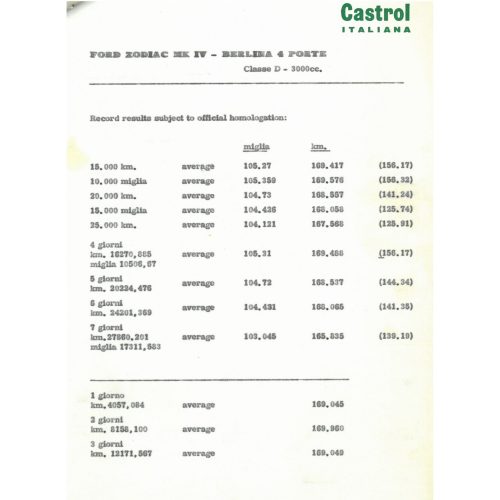 Castrol
ITALIANA
FORD ZODIAC MK IV - BERLINA 4 PORTE
Classe D - 3000cc.
Record results subject to official homologation:
miglia km.
15.000 km. average 105.27 169.417 (156.17)
10.000 miglia average 105.359 169.576 (156.32)
20.000 km. average 104.73 168.557 (141.24)
15.000 miglia average 104.426 168.058 (125.74)
25.000 km. average 104.121 167.568 (125.91)
4 giorni
km. 16270,885 average 105.31 169.488 (156.17)
miglia 10506,67
5 giorni
km. 20224,476 average 104.72 168.537 (144.34)
6 giorni
km. 24201,369 average 104.431 168.065 (141.35)
7 giorni
km.27860.201 average 103.045 165.835 (139.19)
miglia 17311,583
1 giorno
km.4057,084 average 169.045
2 giorni
km. 8158,100 average 169.960
3 giorni
km. 12171,567 average 169.049